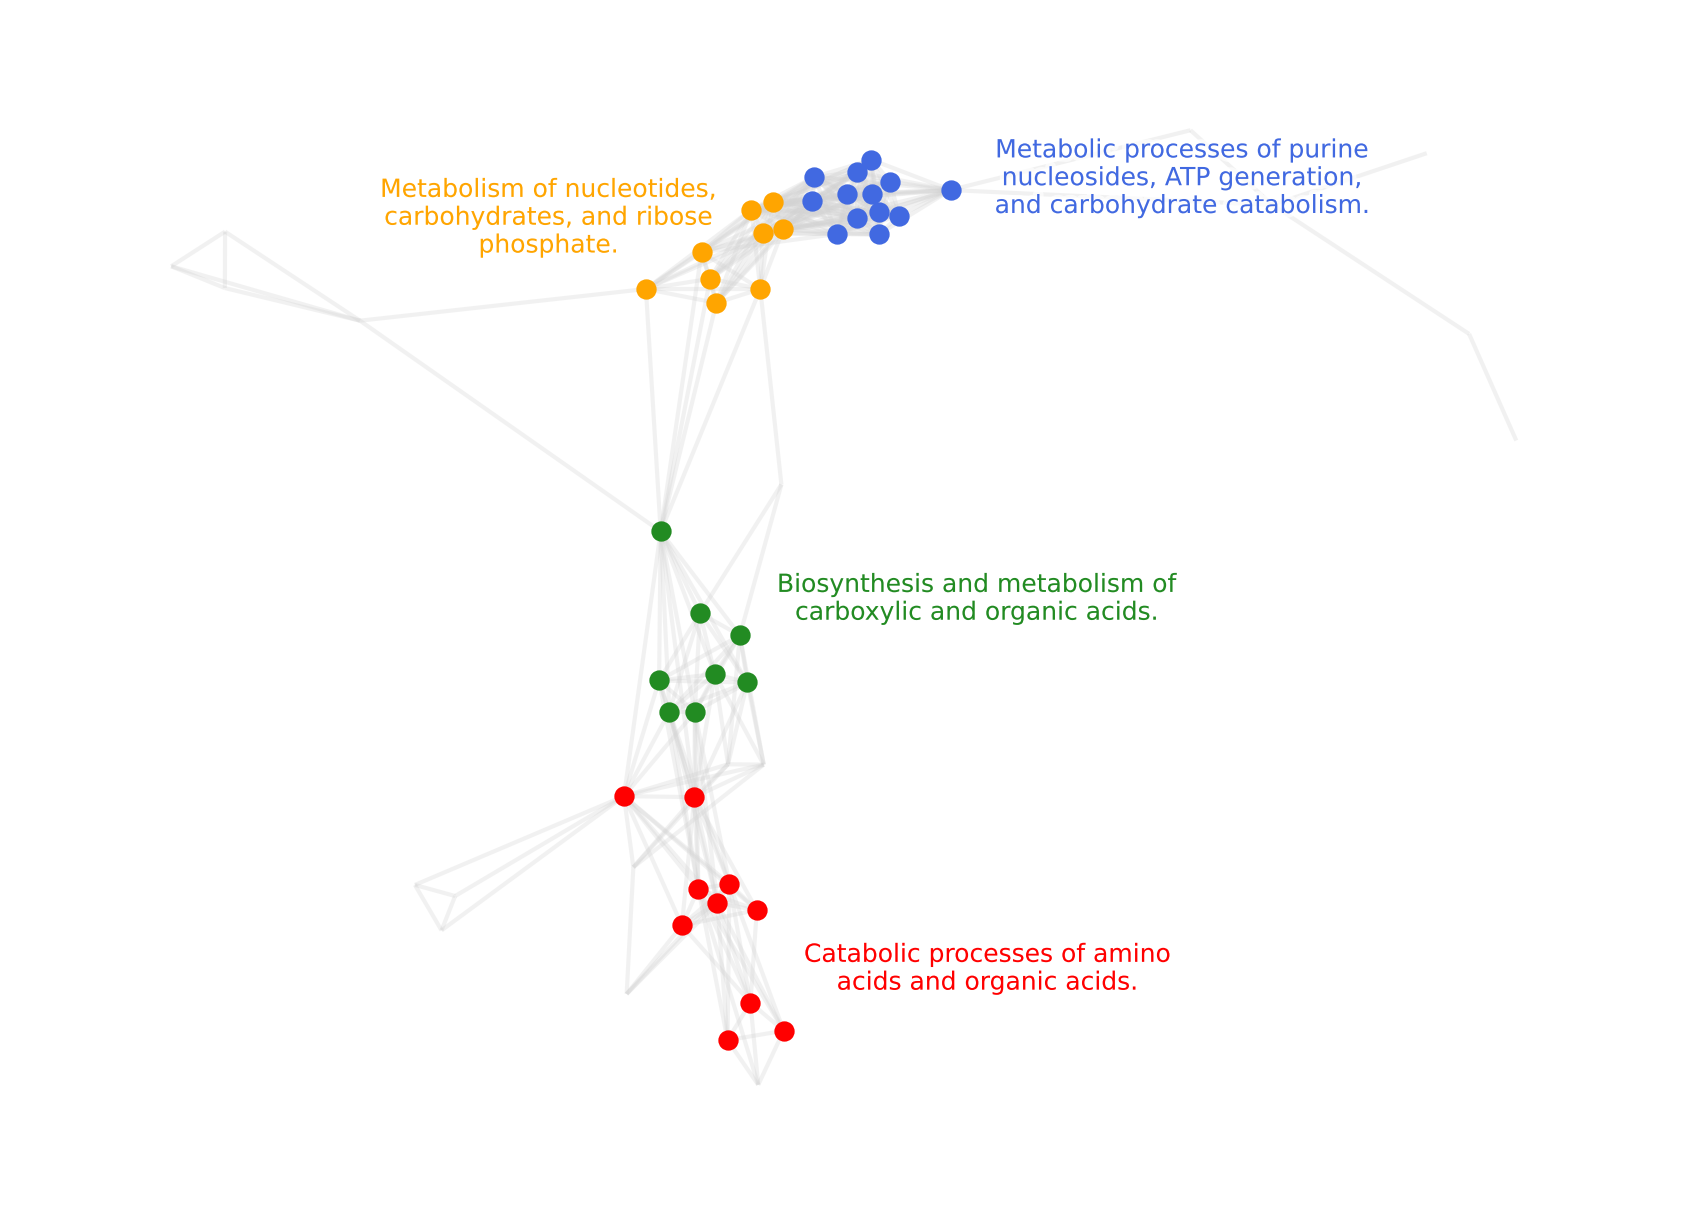 Metabolic processes of purine
nucleosides, ATP generation,
and carbohydrate catabolism.
Metabolism of nucleotides,
carbohydrates, and ribose
phosphate.
Biosynthesis and metabolism of
carboxylic and organic acids.
Catabolic processes of amino
acids and organic acids.